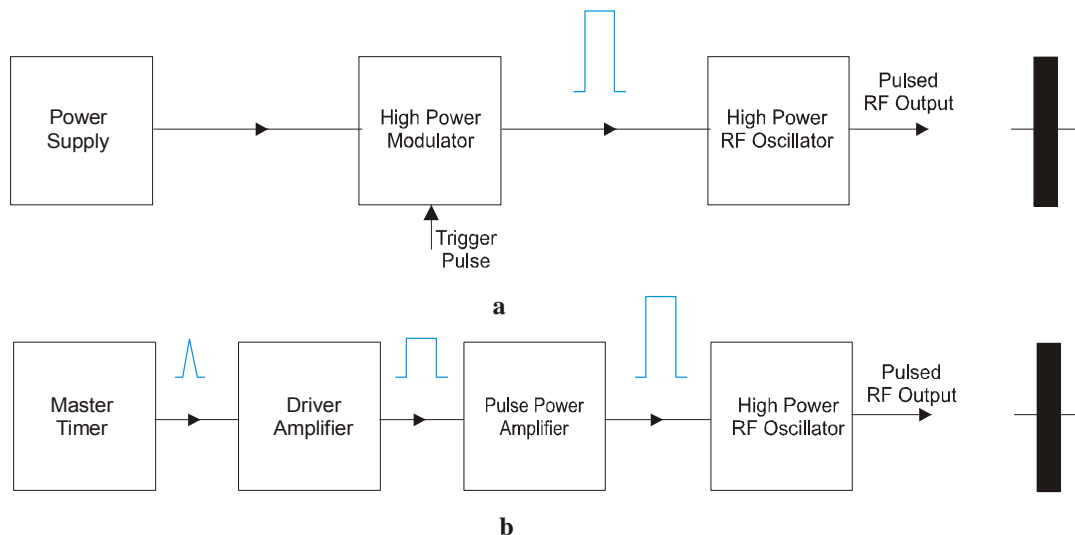 Power
Supply
High Power
Modulator
High Power
RF Oscillator
Pulsed
RF Output
Trigger
Pulse
a
Master
Timer
Driver
Amplifier
Pulse Power
Amplifier
High Power
RF Oscillator
Pulsed
RF Output
b